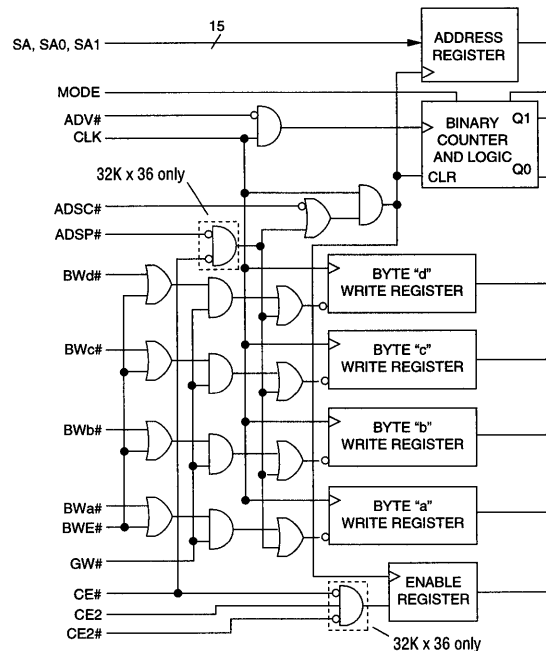 15
SA, SA0, SA1
ADDRESS
REGISTER
MODE
ADV#
CLK
BINARY
COUNTER
AND LOGIC
Q1
Q0
CLR
32K x 36 only
ADSC#
ADSP#
BWd#
BYTE "d"
WRITE REGISTER
BWc#
BYTE "c"
WRITE REGISTER
BWb#
BYTE "b"
WRITE REGISTER
BWa#
BWE#
BYTE "a"
WRITE REGISTER
GW#
CE#
CE2
CE2#
ENABLE
REGISTER
32K x 36 only